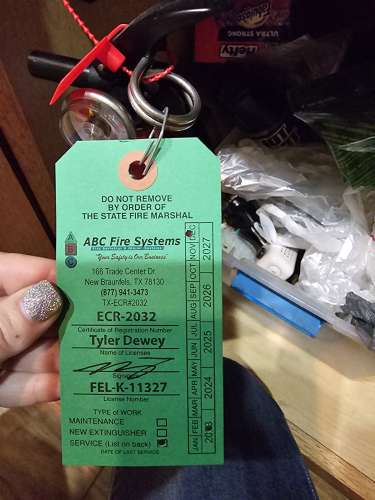 ULTRA STRONG
hefty
DO NOT REMOVE
BY ORDER OF
THE STATE FIRE MARSHAL
ABC Fire Systems
"Your Safety is Our Business"
166 Trade Center Dr
New Braunfels, TX 78130
(877) 941-3473
TX-ECR#2032
ECR-2032
Certificate of Registration Number
Tyler Dewey
Name of Licensee
FEL-K-11327
License Number
TYPE OF WORK
MAINTENANCE
NEW EXTINGUISHER
SERVICE (List on back)
DATE OF LAST SERVICE
JAN FEB MAR APR MAY JUN JUL AUG SEP OCT NOV DEC
2023 2024 2025 2026 2027